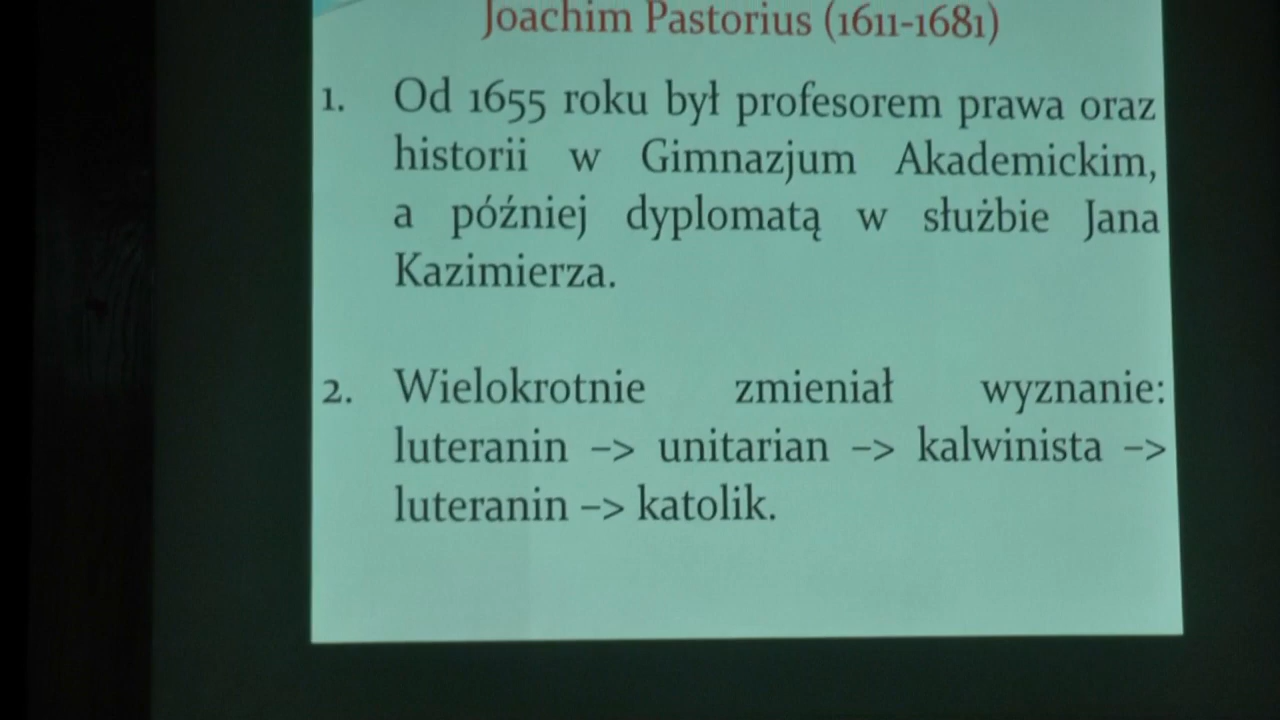 Joachim Pastorius (1611-1681)
1. Od 1655 roku był profesorem prawa oraz
historii w Gimnazjum Akademickim,
a później dyplomatą w służbie Jana
Kazimierza.
2. Wielokrotnie zmieniał wyznanie:
luteranin –> unitarian –> kalwinista –>
luteranin –> katolik.